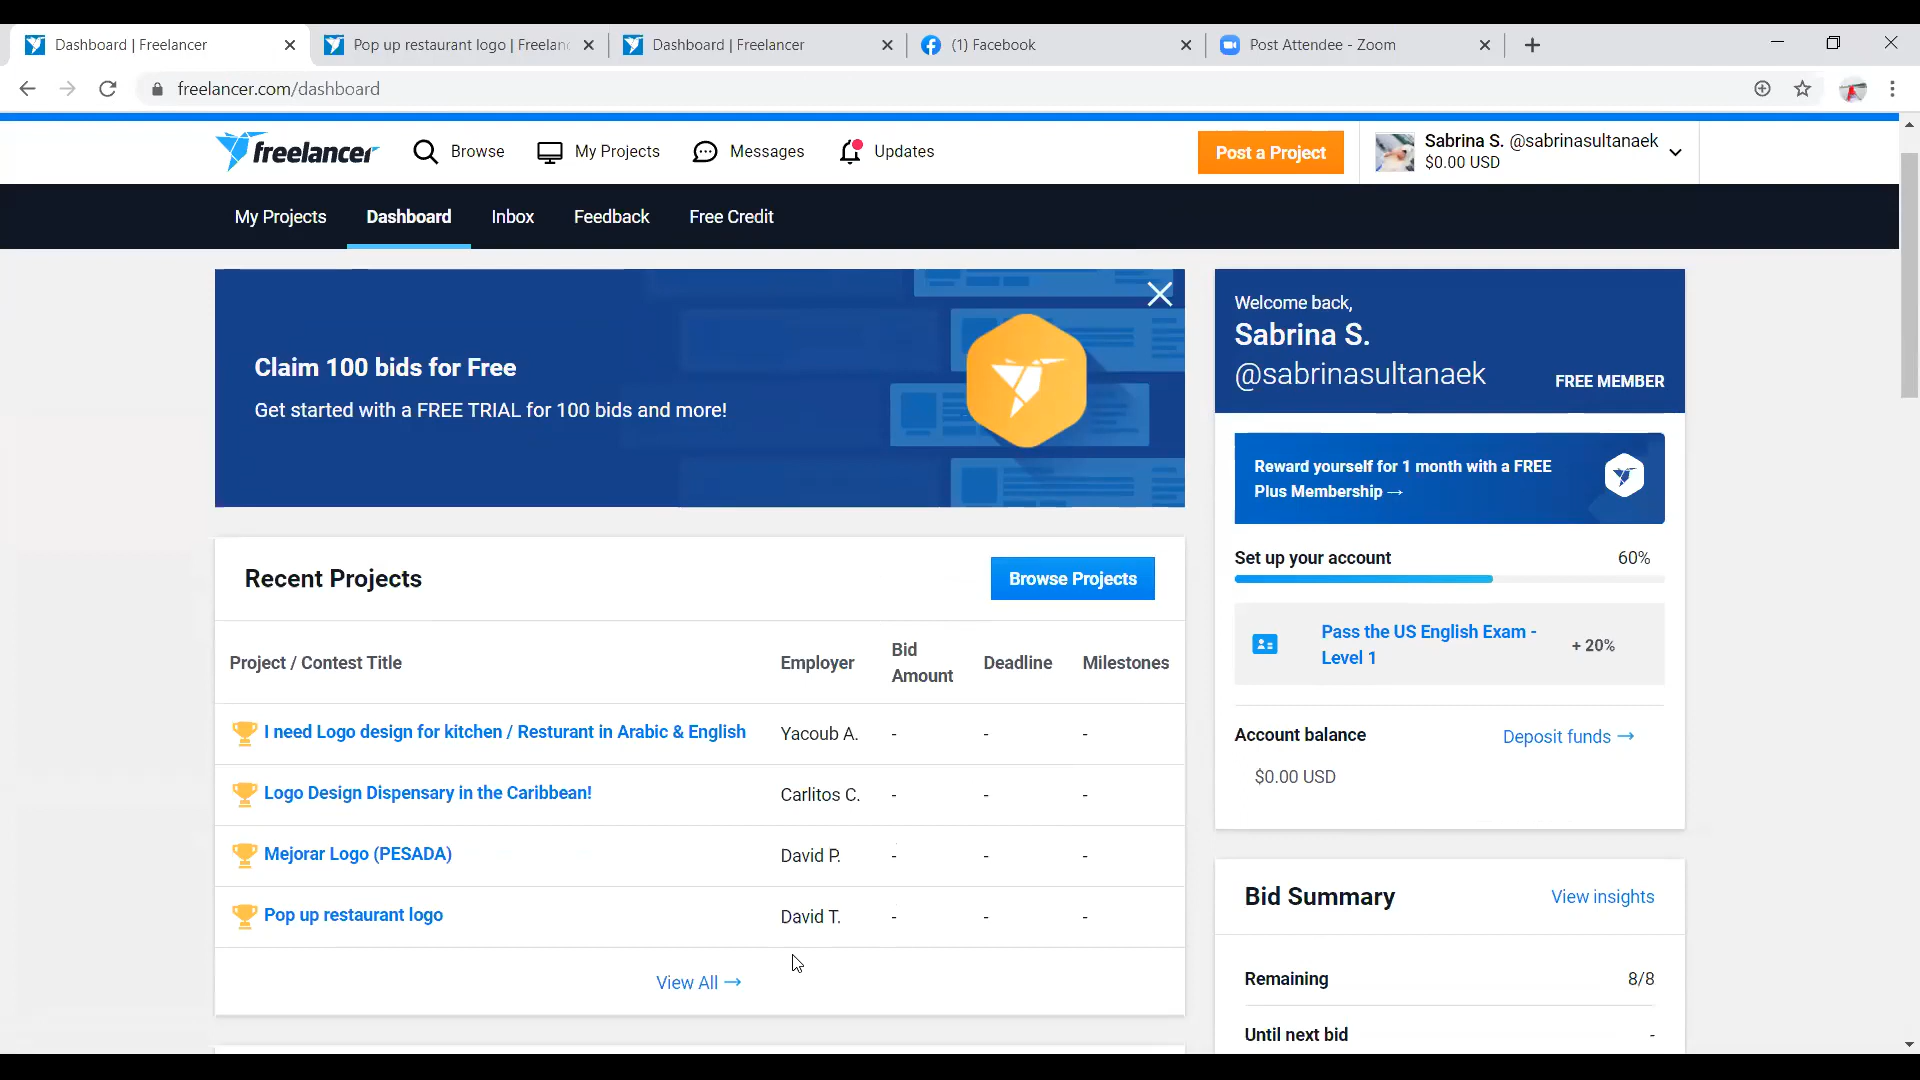 Dashboard | Freelancer
Pop up restaurant logo | Freelanc
Dashboard | Freelancer
(1) Facebook
Post Attendee - Zoom
freelancer.com/dashboard
freelancer
Browse
My Projects
Messages
Updates
Post a Project
Sabrina S. @sabrinasultanaek
$0.00 USD
My Projects
Dashboard
Inbox
Feedback
Free Credit
Claim 100 bids for Free
Get started with a FREE TRIAL for 100 bids and more!
Welcome back,
Sabrina S.
@sabrinasultanaek
FREE MEMBER
Reward yourself for 1 month with a FREE
Plus Membership →
Set up your account 60%
Pass the US English Exam -
Level 1
+ 20%
Account balance
Deposit funds →
$0.00 USD
Recent Projects
Browse Projects
Project / Contest Title
Employer
Bid
Amount
Deadline
Milestones
I need Logo design for kitchen / Resturant in Arabic & English Yacoub A. - - -
Logo Design Dispensary in the Caribbean! Carlitos C. - - -
Mejorar Logo (PESADA) David P. - - -
Pop up restaurant logo David T. - - -
View All →
Bid Summary
View insights
Remaining 8/8
Until next bid -